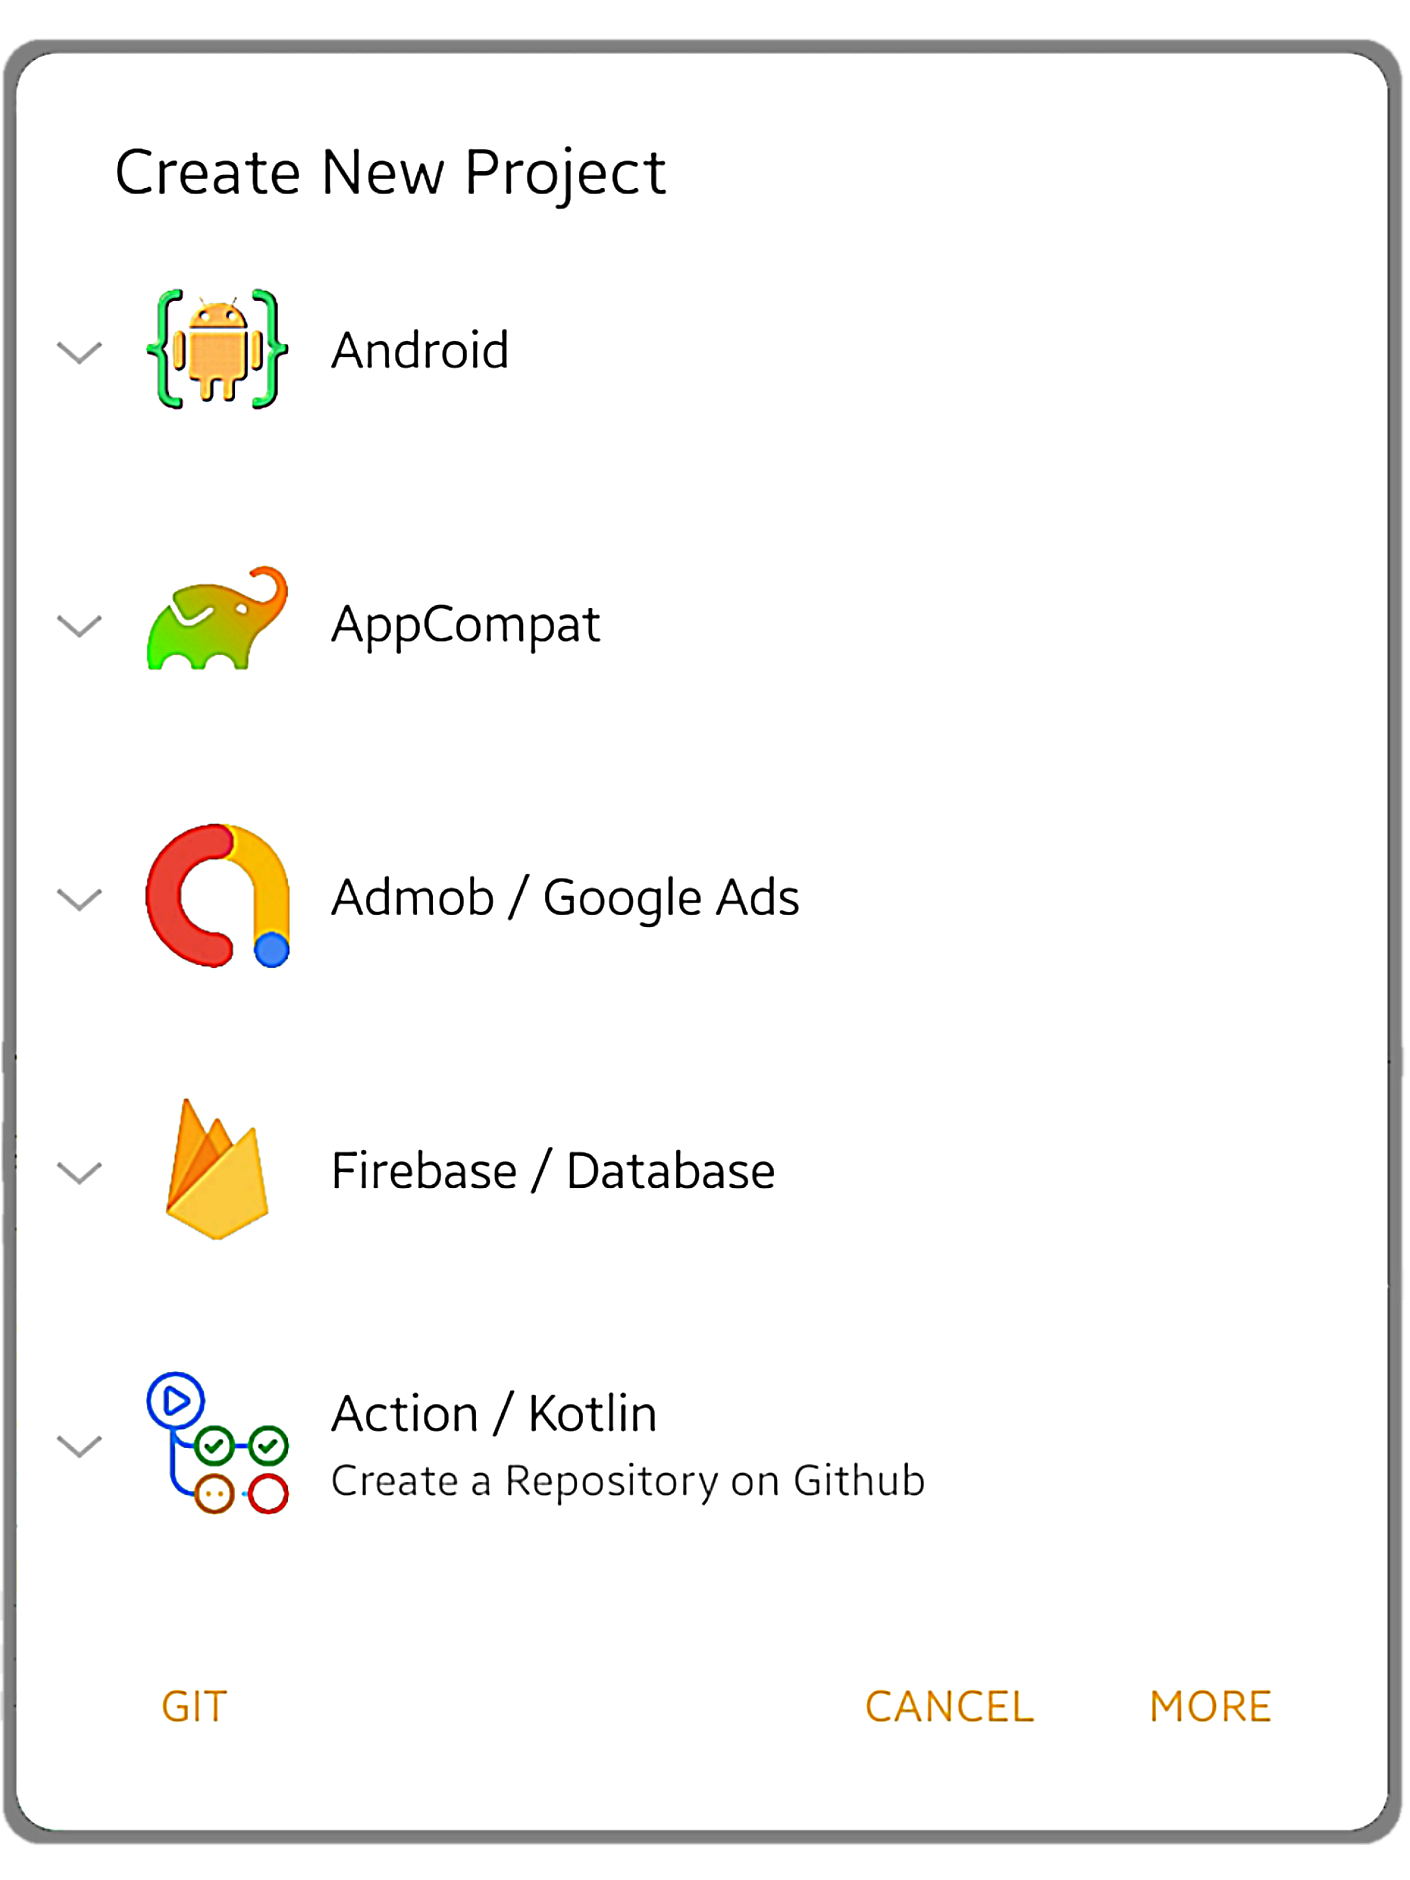 Create New Project
Android
AppCompat
Admob / Google Ads
Firebase / Database
Action / Kotlin
Create a Repository on Github
GIT CANCEL MORE